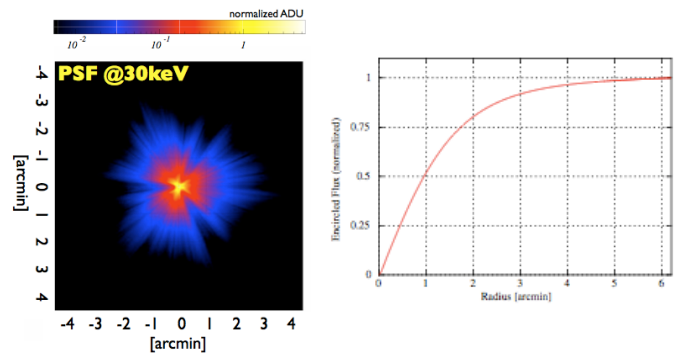 normalized ADU
10^-2 10^-1 1
PSF @30keV
-4
-3
-2
-1
0
1
2
3
4
[arcmin]
-4 -3 -2 -1 0 1 2 3 4
[arcmin]
1
0.75
0.5
0.25
0
Encircled Flux (normalized)
0 1 2 3 4 5 6
Radius [arcmin]